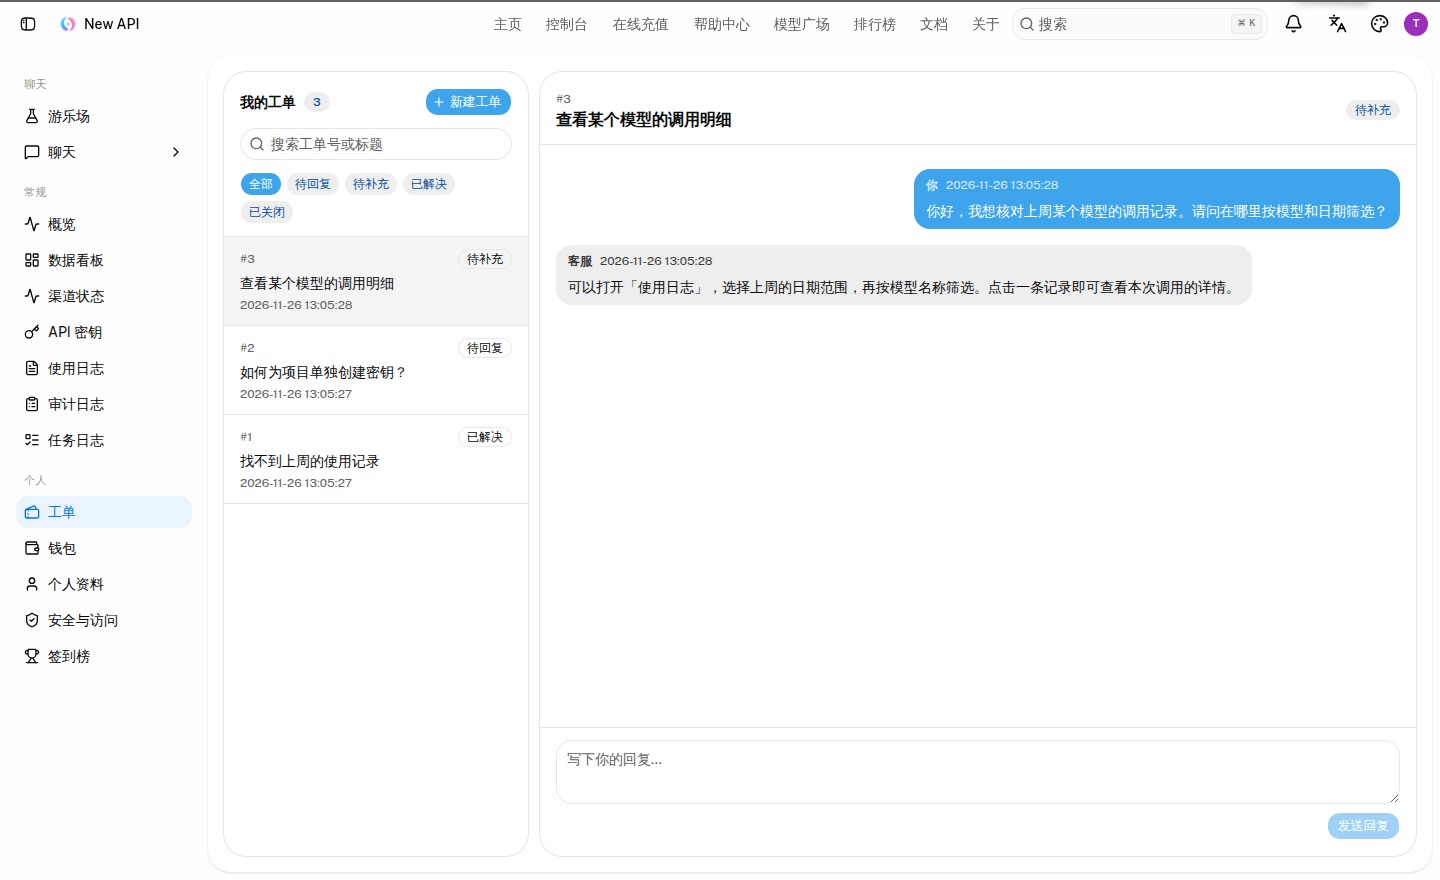 New API
主页
控制台
在线充值
帮助中心
模型广场
排行榜
文档
关于
搜索
⌘ K
T
聊天
游乐场
聊天
常规
概览
数据看板
渠道状态
API 密钥
使用日志
审计日志
任务日志
个人
工单
钱包
个人资料
安全与访问
签到榜
我的工单 3
+ 新建工单
搜索工单号或标题
全部 待回复 待补充 已解决
已关闭
#3 待补充
查看某个模型的调用明细
2026-11-26 13:05:28
#2 待回复
如何为项目单独创建密钥？
2026-11-26 13:05:27
#1 已解决
找不到上周的使用记录
2026-11-26 13:05:27
#3
查看某个模型的调用明细
待补充
你 2026-11-26 13:05:28
你好，我想核对上周某个模型的调用记录。请问在哪里按模型和日期筛选？
客服 2026-11-26 13:05:28
可以打开「使用日志」，选择上周的日期范围，再按模型名称筛选。点击一条记录即可查看本次调用的详情。
写下你的回复...
发送回复